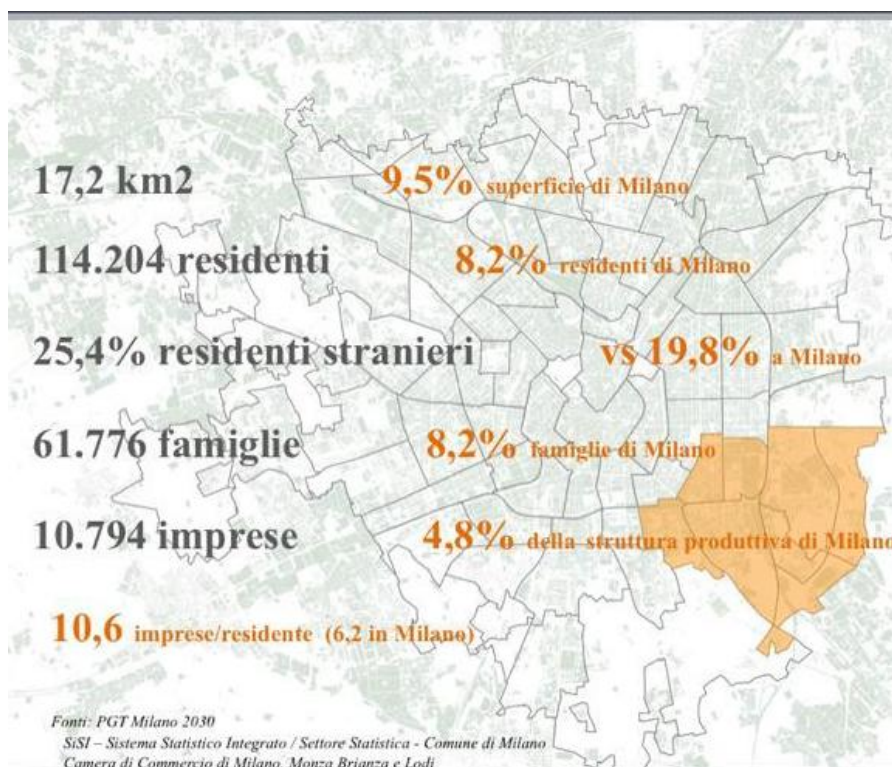 17,2 km2 9,5% superficie di Milano
114.204 residenti 8,2% residenti di Milano
25,4% residenti stranieri vs 19,8% a Milano
61.776 famiglie 8,2% famiglie di Milano
10.794 imprese 4,8% della struttura produttiva di Milano
10,6 imprese/residente (6,2 in Milano)
Fonti: PGT Milano 2030
SiSI – Sistema Statistico Integrato / Settore Statistica - Comune di Milano
Camera di Commercio di Milano, Monza Brianza e Lodi